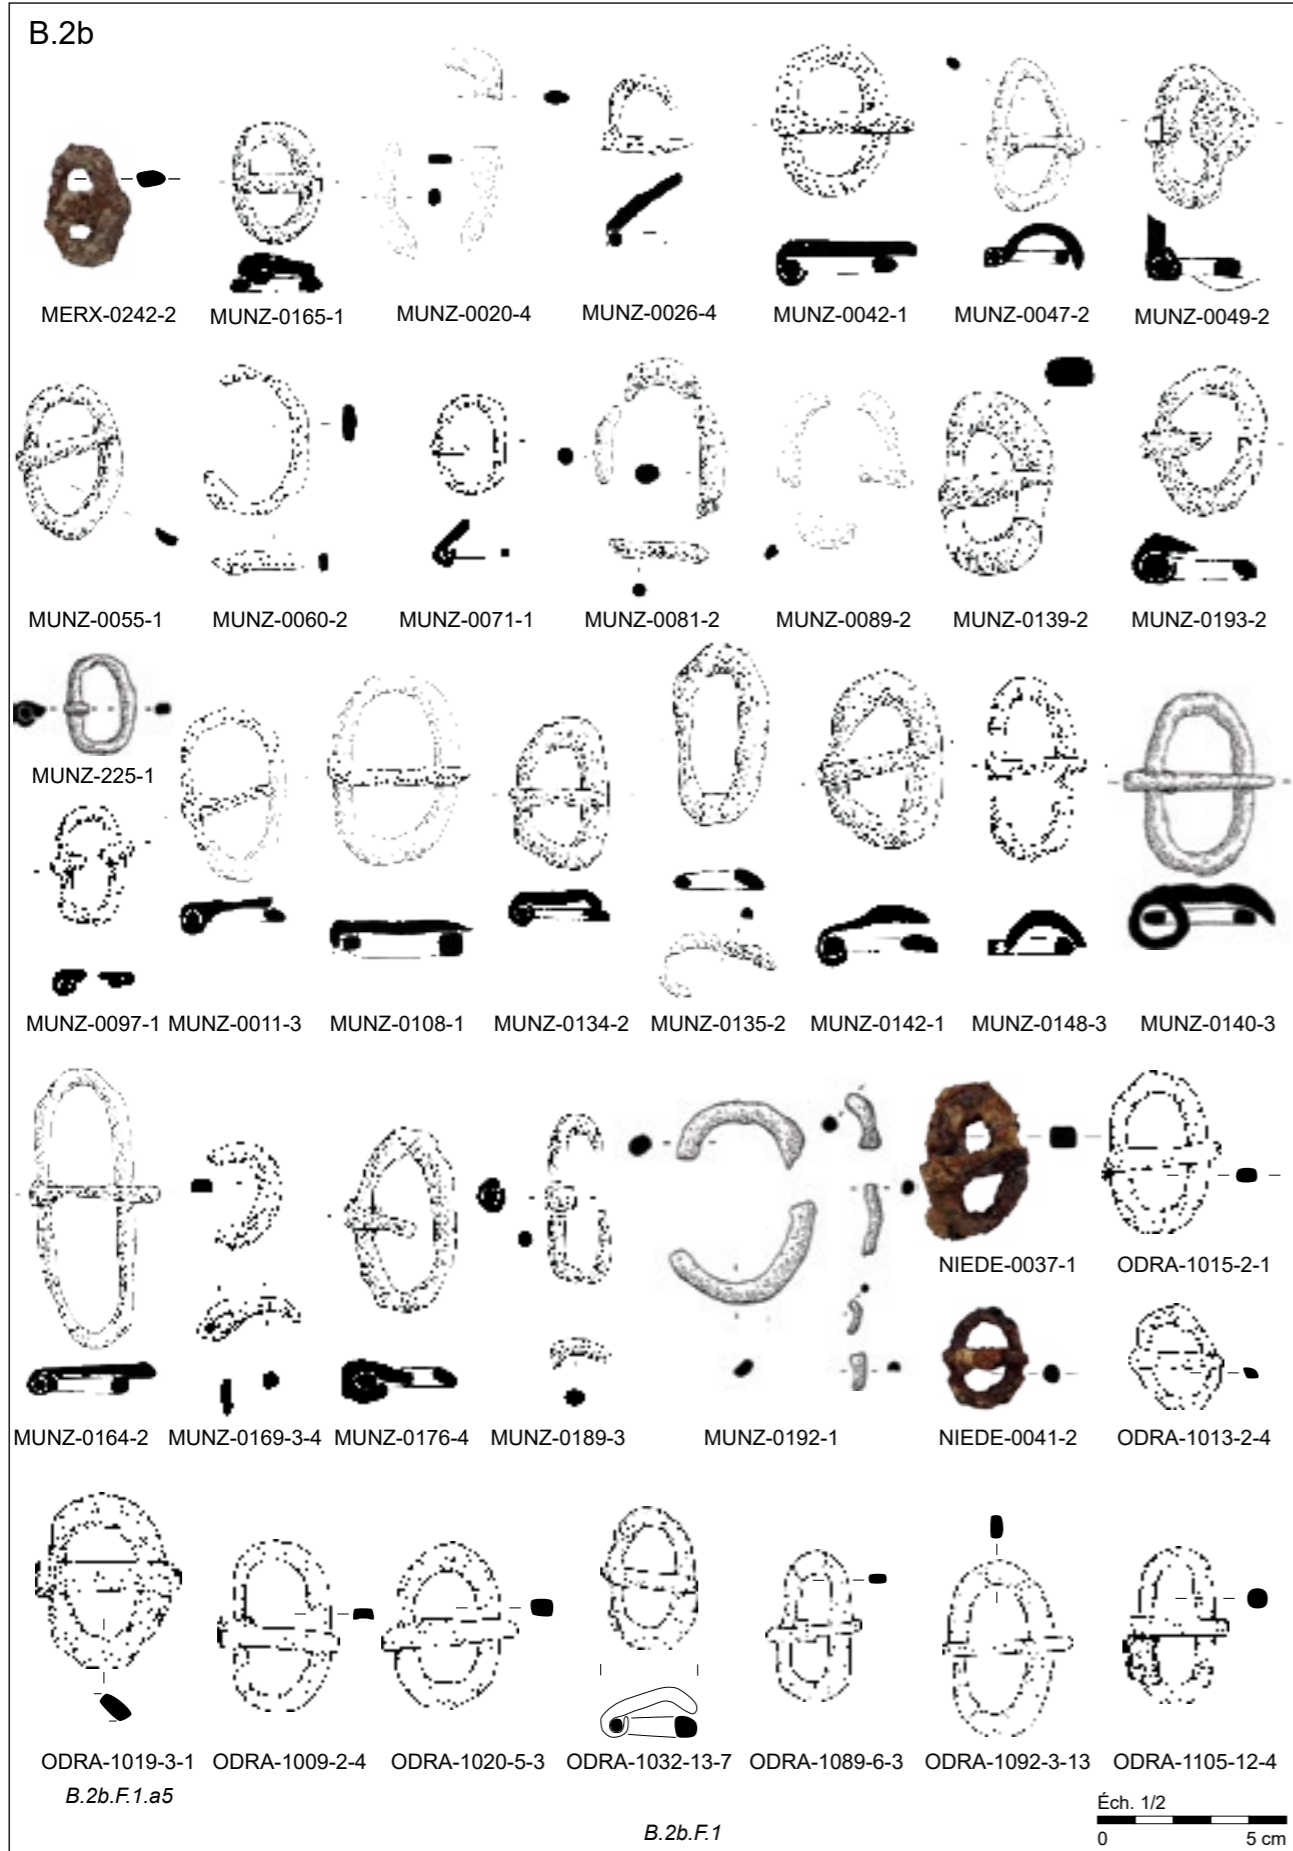 B.2b
MERX-0242-2 MUNZ-0165-1 MUNZ-0020-4 MUNZ-0026-4 MUNZ-0042-1 MUNZ-0047-2 MUNZ-0049-2
MUNZ-0055-1 MUNZ-0060-2 MUNZ-0071-1 MUNZ-0081-2 MUNZ-0089-2 MUNZ-0139-2 MUNZ-0193-2
MUNZ-225-1
MUNZ-0097-1 MUNZ-0011-3 MUNZ-0108-1 MUNZ-0134-2 MUNZ-0135-2 MUNZ-0142-1 MUNZ-0148-3 MUNZ-0140-3
NIEDE-0037-1 ODRA-1015-2-1
MUNZ-0164-2 MUNZ-0169-3-4 MUNZ-0176-4 MUNZ-0189-3 MUNZ-0192-1 NIEDE-0041-2 ODRA-1013-2-4
ODRA-1019-3-1 ODRA-1009-2-4 ODRA-1020-5-3 ODRA-1032-13-7 ODRA-1089-6-3 ODRA-1092-3-13 ODRA-1105-12-4
B.2b.F.1.a5
Éch. 1/2
B.2b.F.1
0 5 cm